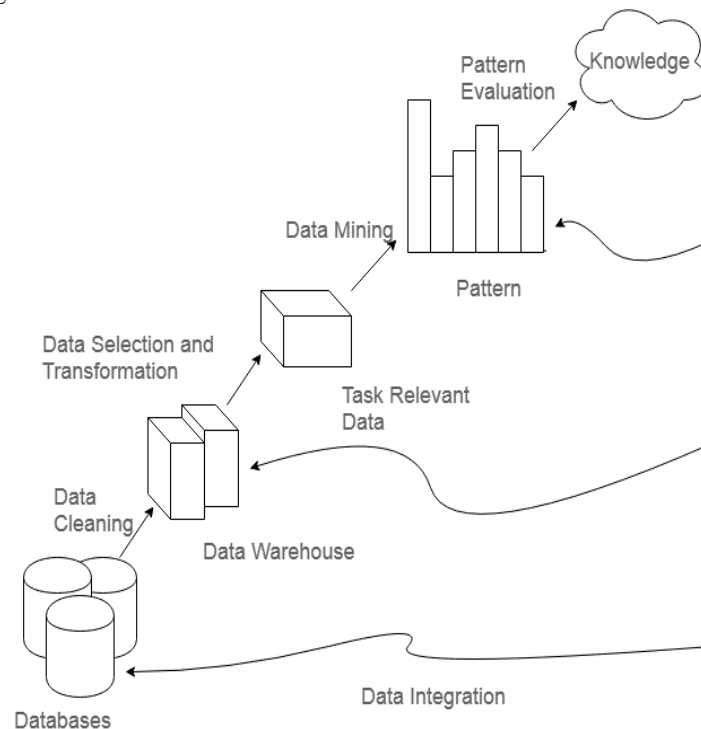 Knowledge
Pattern
Evaluation
Data Mining
Pattern
Data Selection and
Transformation
Task Relevant
Data
Data
Cleaning
Data Warehouse
Data Integration
Databases